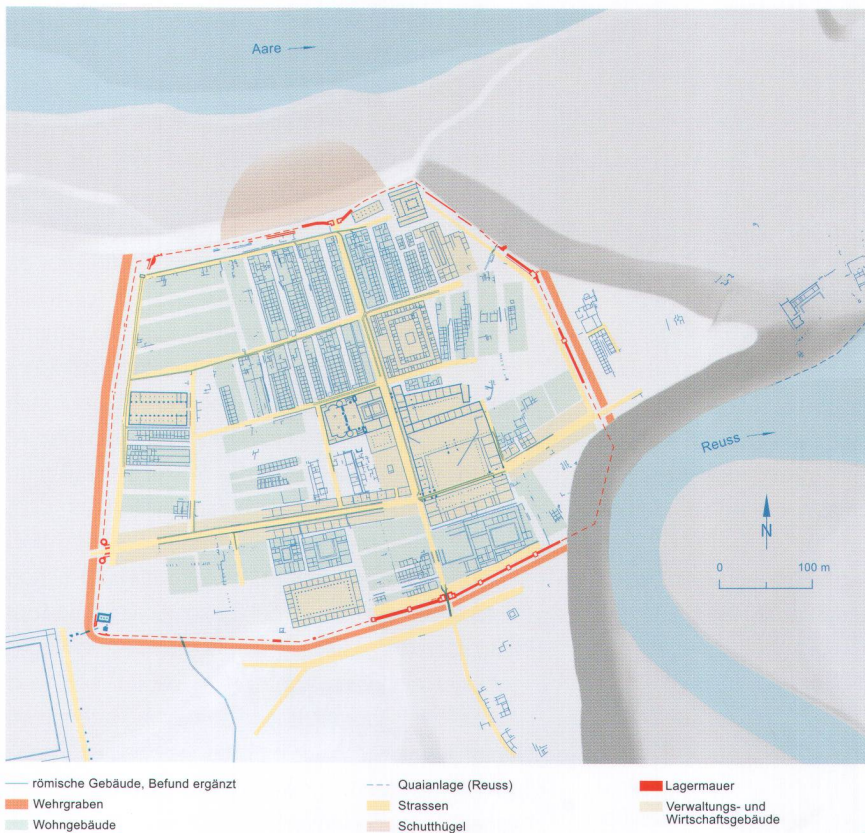 Aare
Reuss
N
0 100 m
römische Gebäude, Befund ergänzt
Wehrgraben
Wohngebäude
Quaianlage (Reuss)
Strassen
Schutthügel
Lagermauer
Verwaltungs- und
Wirtschaftsgebäude